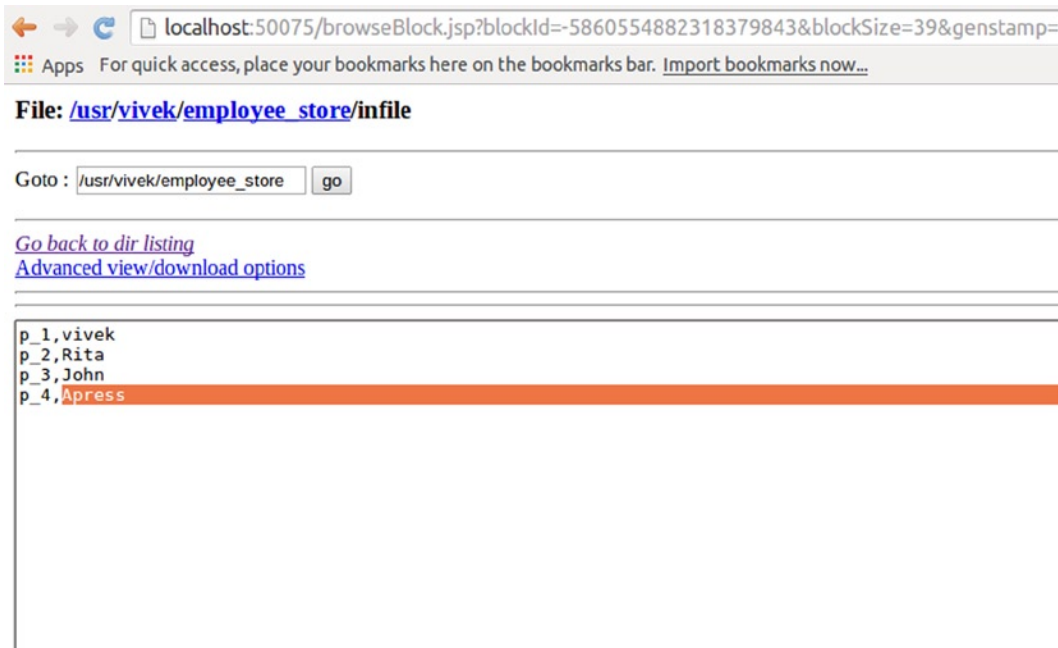 localhost:50075/browseBlock.jsp?blockId=-5860554882318379843&blockSize=39&genstamp=
Apps For quick access, place your bookmarks here on the bookmarks bar. Import bookmarks now...
File: /usr/vivek/employee_store/infile
Goto : /usr/vivek/employee_store go
Go back to dir listing
Advanced view/download options
p_1,vivek
p_2,Rita
p_3,John
p_4,Apress